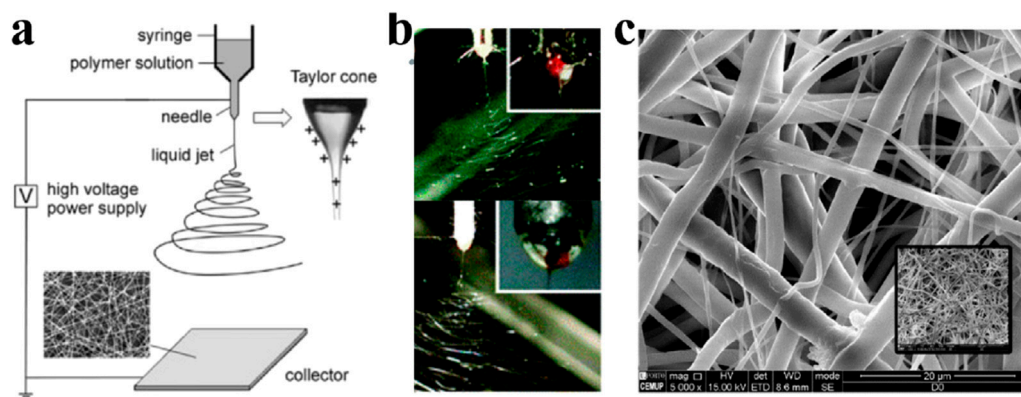 a
syringe
polymer solution
needle
liquid jet
V
high voltage
power supply
Taylor cone
+ + + + + + + + +
collector
b
c
mag HV det WD mode
CEMUP 5.000 x 15.00 kV ETD 8.6 mm SE
20 µm
D0